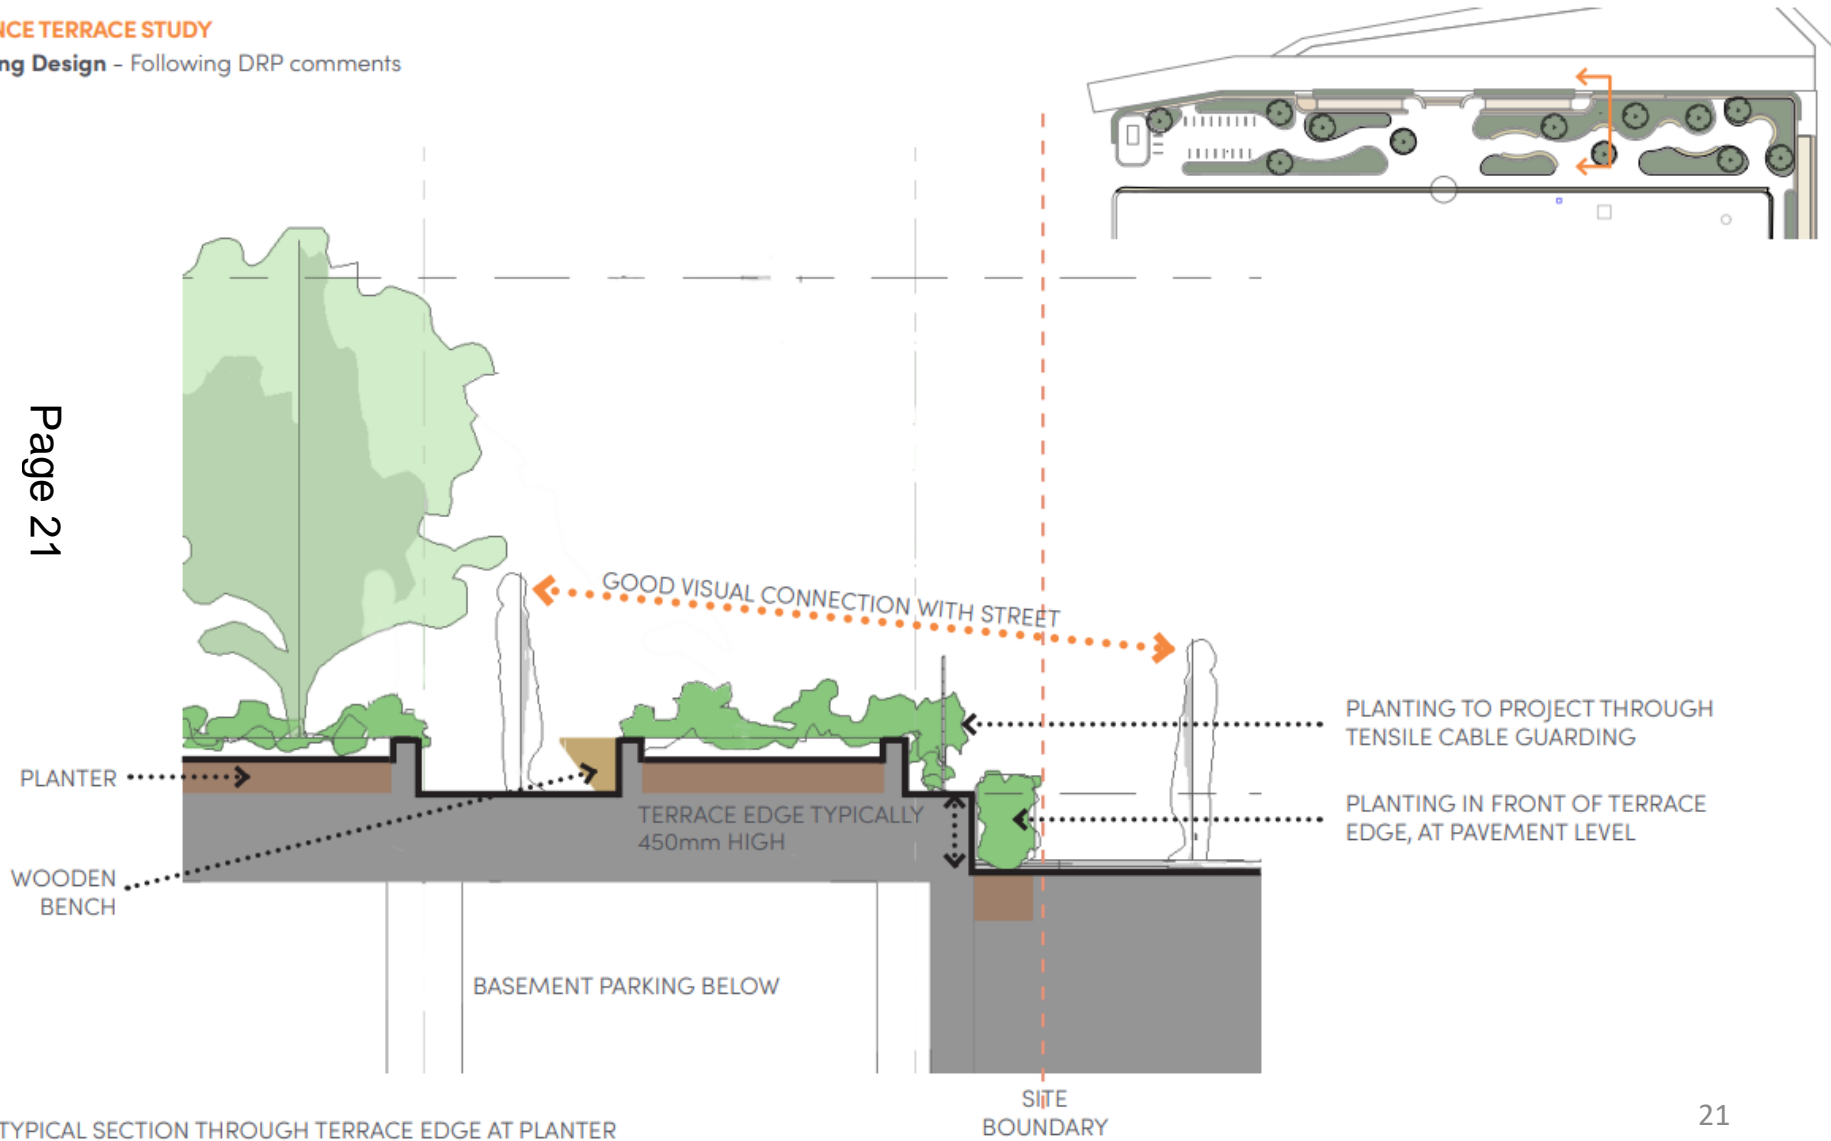 NCE TERRACE STUDY
ng Design - Following DRP comments
Page 21
GOOD VISUAL CONNECTION WITH STREET
PLANTING TO PROJECT THROUGH
TENSILE CABLE GUARDING
PLANTER
TERRACE EDGE TYPICALLY
450mm HIGH
PLANTING IN FRONT OF TERRACE
EDGE, AT PAVEMENT LEVEL
WOODEN
BENCH
BASEMENT PARKING BELOW
SITE
BOUNDARY
TYPICAL SECTION THROUGH TERRACE EDGE AT PLANTER
21